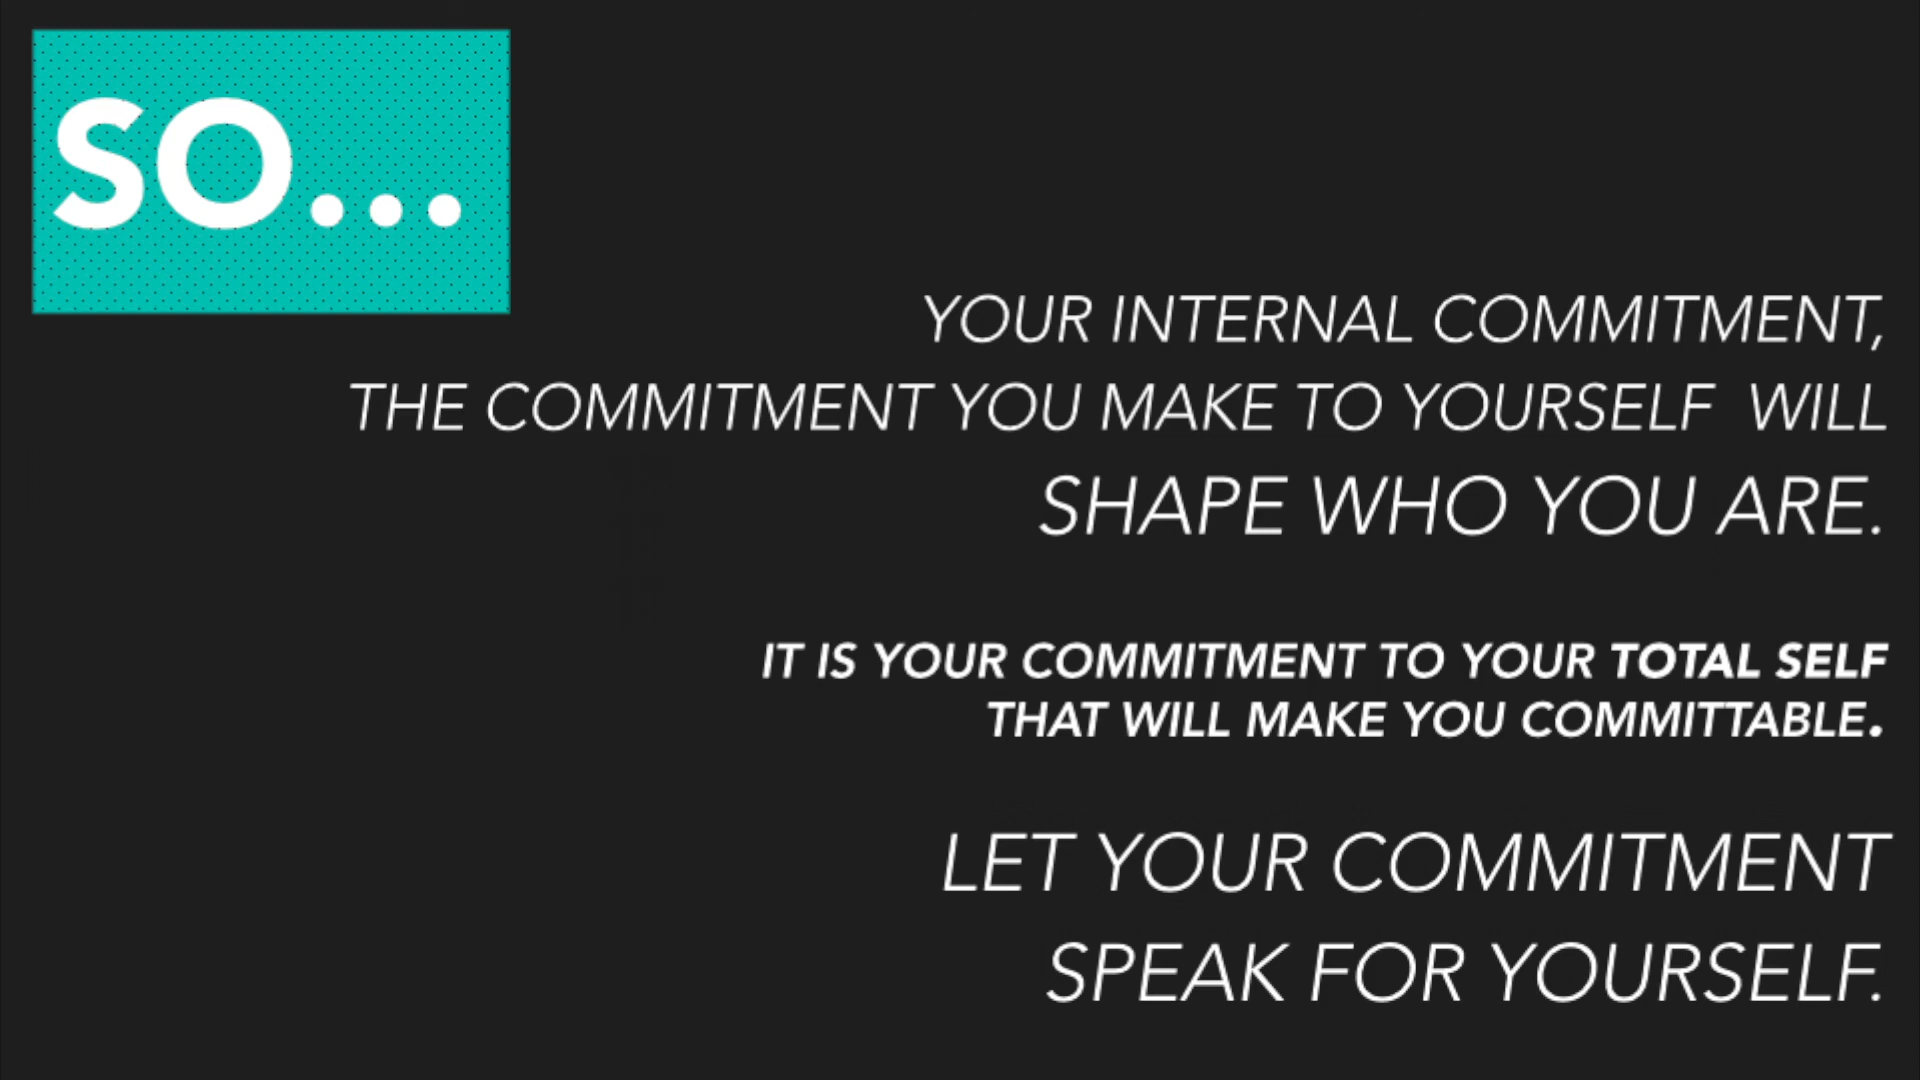 SO...
YOUR INTERNAL COMMITMENT,
THE COMMITMENT YOU MAKE TO YOURSELF WILL
SHAPE WHO YOU ARE.
IT IS YOUR COMMITMENT TO YOUR TOTAL SELF
THAT WILL MAKE YOU COMMITTABLE.
LET YOUR COMMITMENT
SPEAK FOR YOURSELF.